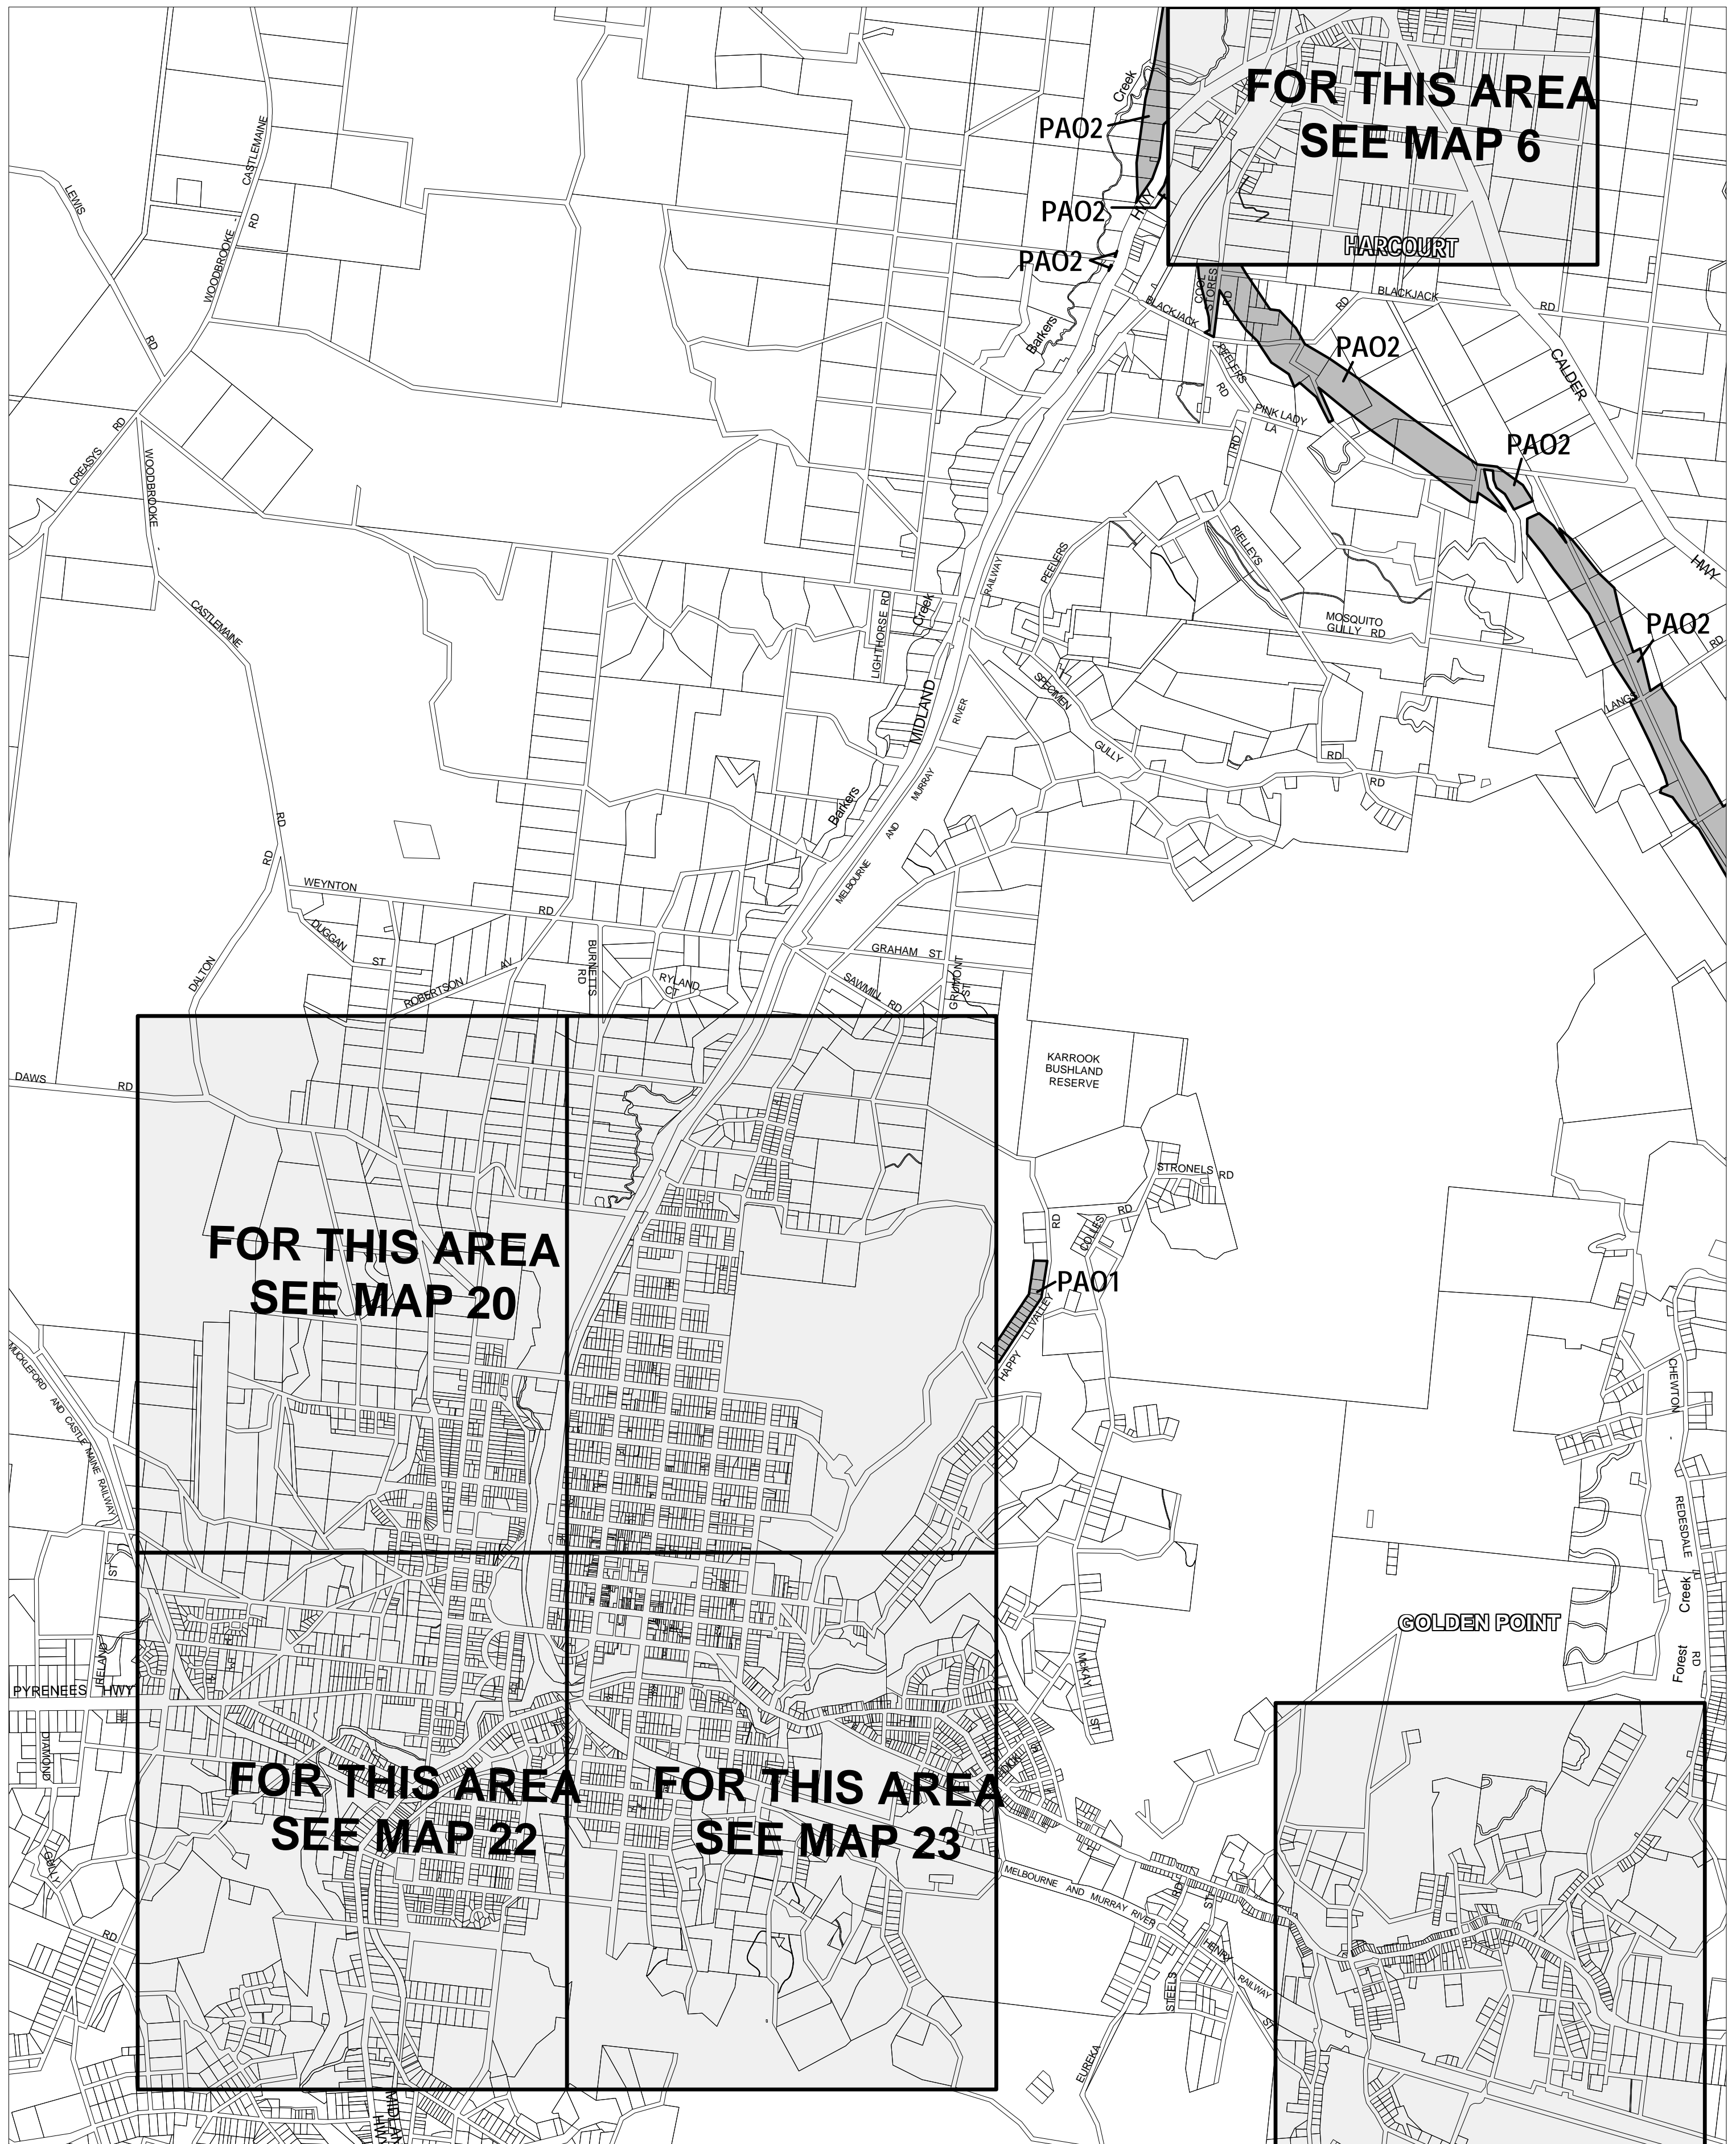 FOR THIS AREA
SEE MAP 6
HARCOURT
Creek
PAO2
PAO2
PAO2
HWY
CASTLEMAINE
RD
WOODBROOKE
LEWIS
RD
BLACKJACK
COOL
STORES
RD
RD
BLACKJACK
RD
Barkers
PEELERS
RD
PAO2
CALDER
PINK LADY
LA
RD
PAO2
CREASYS
RD
WOODBROOKE
CASTLEMAINE
RD
PEELERS
RAILWAY
RIELLEYS
HWY
MOSQUITO
GULLY RD
PAO2
RD
LANGS
LIGHTHORSE RD
Creek
MIDLAND
RIVER
SPECIMEN
GULLY
RD
RD
MURRAY
AND
MELBOURNE
Barkers
RD
WEYNTON
RD
DUGGAN
ST
DALTON
ROBERTSON AV
BURNETTS
RD
RYLAND
CT
GRAHAM ST
SAWMILL RD
ST
DAWS RD
KARROOK
BUSHLAND
RESERVE
STRONELS RD
RD
COLLES
RD
PAO1
VALLEY
HAPPY
FOR THIS AREA
SEE MAP 20
MUCKLEFORD AND CASTLE MAINE RAILWAY
CHEWTON
REDESDALE
RD
Creek
Forest
GOLDEN POINT
ST
IRELAND
PYRENEES HWY
DIAMOND
GULLY
RD
McKAY
ST
FOR THIS AREA
SEE MAP 22
FOR THIS AREA
SEE MAP 23
MELBOURNE AND MURRAY RIVER
RAILWAY
RD
ST
HENRY
ST
STEELS
EUREKA